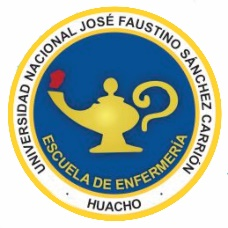 UNIVERSIDAD NACIONAL JOSÉ FAUSTINO SÁNCHEZ CARRIÓN
ESCUELA DE ENFERMERÍA
· HUACHO ·